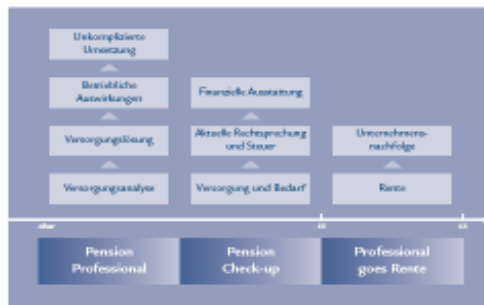 Unkomplizierte
Umsetzung
Betriebliche
Auswirkungen
Finanzielle Ausstattung
Versorgungslösung
Aktuelle Rechtsprechung
und Steuer
Unternehmens-
nachfolge
Versorgungsanalyse
Versorgung und Bedarf
Rente
Alter
Pension
Professional
Pension
Check-up
Professional
goes Rente